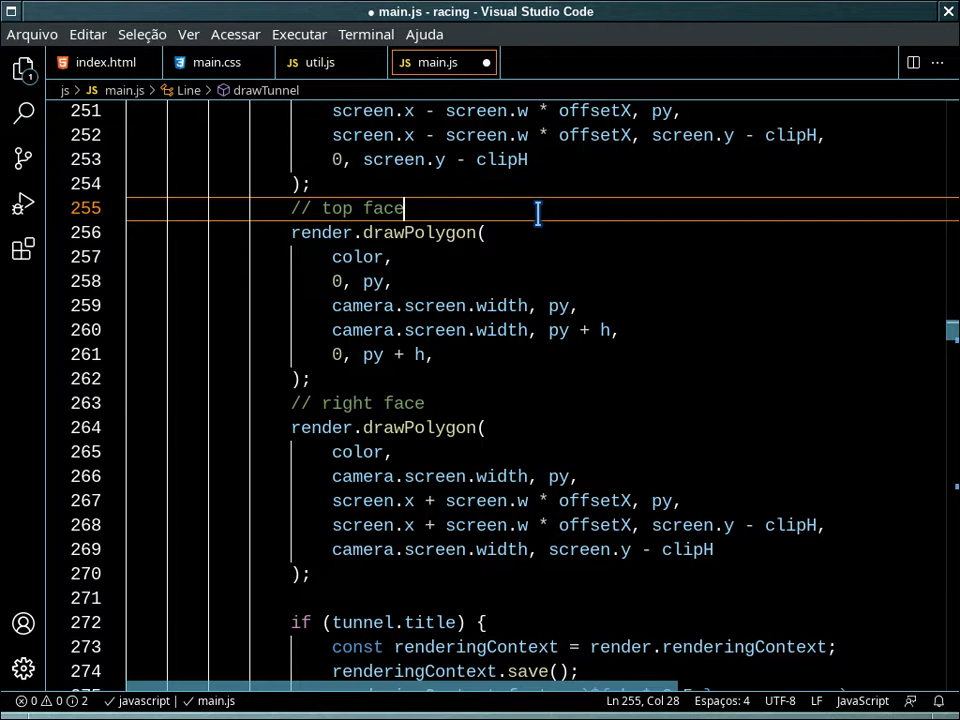 ● main.js - racing - Visual Studio Code
Arquivo Editar Seleção Ver Acessar Executar Terminal Ajuda
index.html main.css JS util.js JS main.js ●
js > JS main.js > Line > drawTunnel
251 screen.x - screen.w * offsetX, py,
252 screen.x - screen.w * offsetX, screen.y - clipH,
253 0, screen.y - clipH
254 );
255 // top face
256 render.drawPolygon(
257 color,
258 0, py,
259 camera.screen.width, py,
260 camera.screen.width, py + h,
261 0, py + h,
262 );
263 // right face
264 render.drawPolygon(
265 color,
266 camera.screen.width, py,
267 screen.x + screen.w * offsetX, py,
268 screen.x + screen.w * offsetX, screen.y - clipH,
269 camera.screen.width, screen.y - clipH
270 );
271
272 if (tunnel.title) {
273 const renderingContext = render.renderingContext;
274 renderingContext.save();
0 0 2 javascript main.js Ln 255, Col 28 Espaços: 4 UTF-8 LF JavaScript